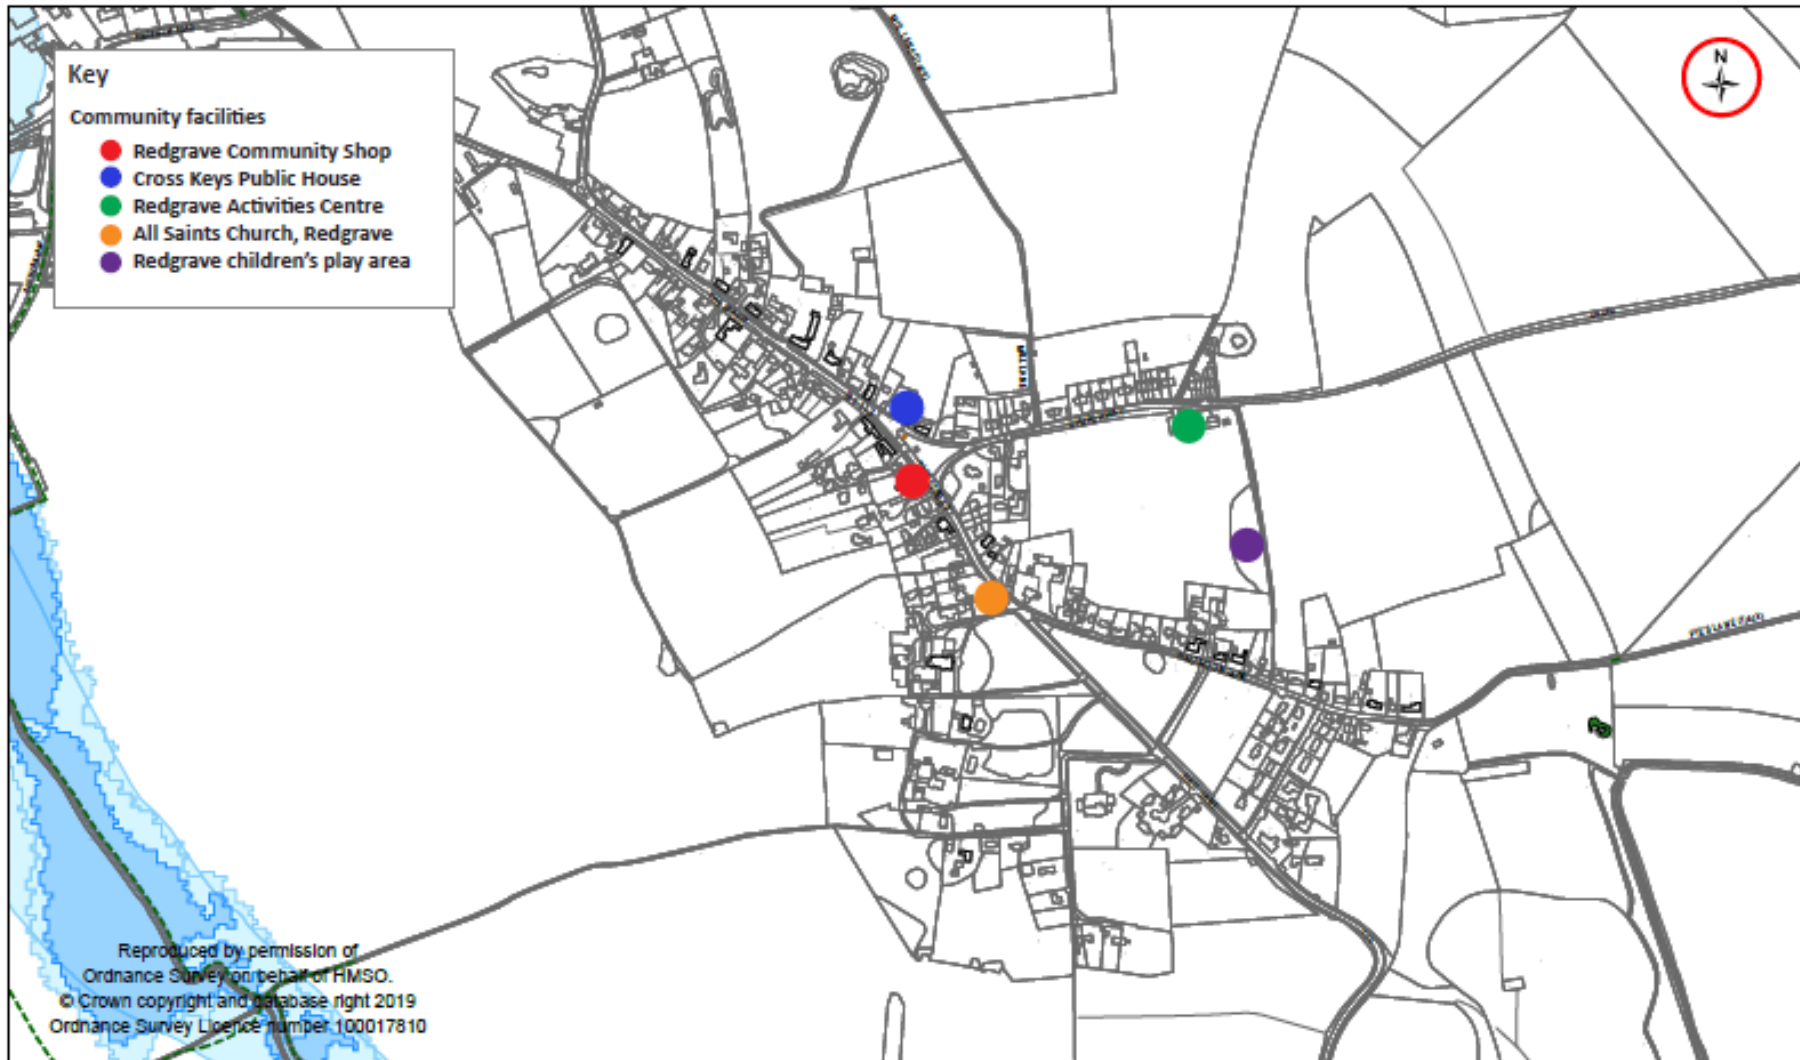 Key
Community facilities
Redgrave Community Shop
Cross Keys Public House
Redgrave Activities Centre
All Saints Church, Redgrave
Redgrave children's play area
N
MILL LANE
Reproduced by permission of
Ordnance Survey on behalf of HMSO.
© Crown copyright and database right 2019
Ordnance Survey Licence number 100017810